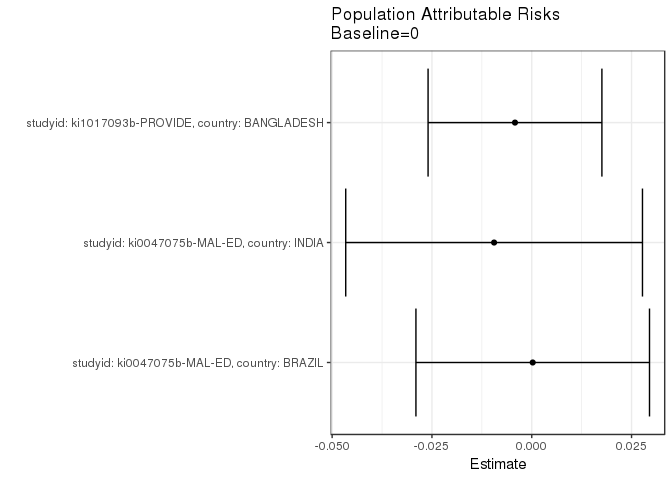 Population Attributable Risks
Baseline=0
studyid: ki1017093b-PROVIDE, country: BANGLADESH
studyid: ki0047075b-MAL-ED, country: INDIA
studyid: ki0047075b-MAL-ED, country: BRAZIL
-0.050 -0.025 0.000 0.025
Estimate